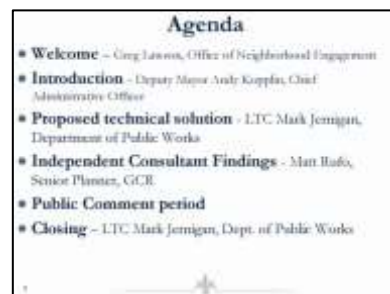 Agenda
Welcome – Greg Lawson, Office of Neighborhood Engagement
Introduction - Deputy Mayor Andy Kopplin, Chief
Administrative Officer
Proposed technical solution - LTC Mark Jernigan,
Department of Public Works
Independent Consultant Findings - Matt Rufo,
Senior Planner, GCR
Public Comment period
Closing – LTC Mark Jernigan, Dept. of Public Works